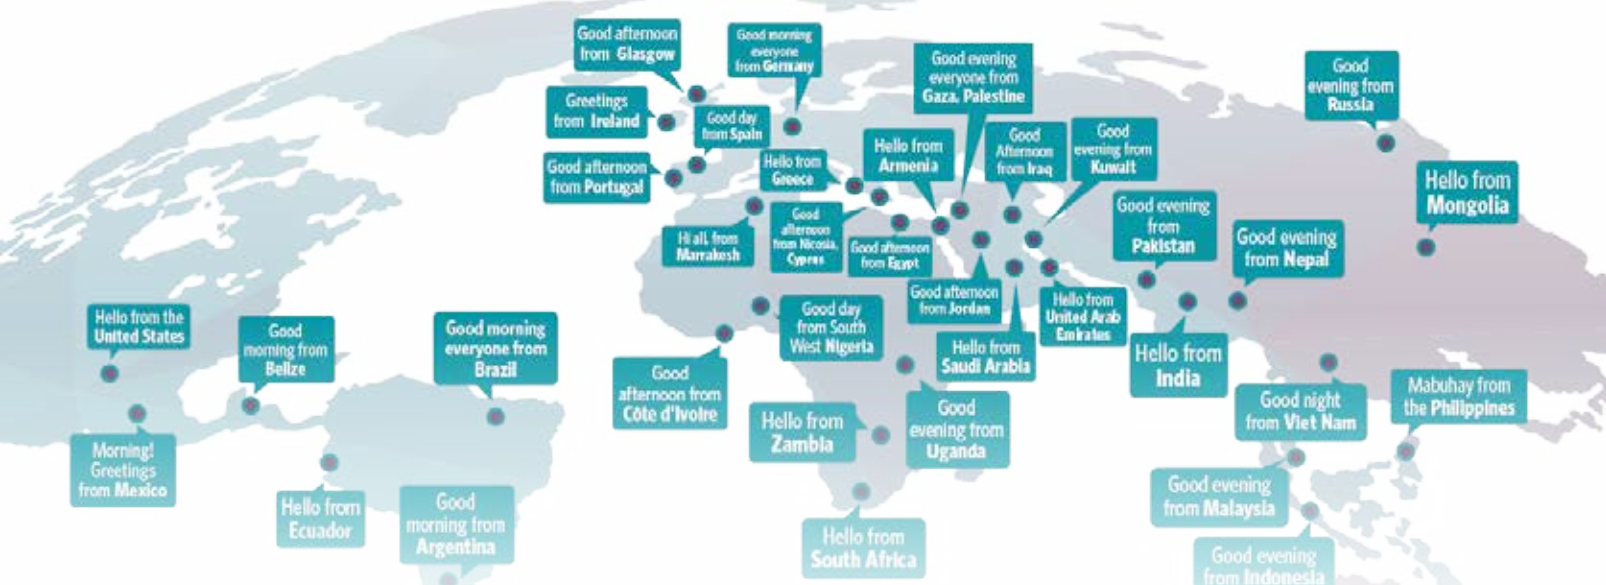 Good afternoon
from Glasgow
Good morning
everyone
from Germany
Good evening
everyone from
Gaza, Palestine
Good
evening from
Russia
Greetings
from Ireland
Good day
from Spain
Good afternoon
from Portugal
Hello from
Greece
Hello from
Armenia
Good
Afternoon
from Iraq
Good
evening from
Kuwait
Hello from
Mongolia
Hi all, from
Marrakesh
Good
afternoon
from Nicosia,
Cyprus
Good afternoon
from Egypt
Good evening
from
Pakistan
Good evening
from Nepal
Good afternoon
from Jordan
Hello from
United Arab
Emirates
Hello from the
United States
Good
morning from
Belize
Good morning
everyone from
Brazil
Good day
from South
West Nigeria
Hello from
Saudi Arabia
Hello from
India
Good
afternoon from
Côte d'Ivoire
Good night
from Viet Nam
Mabuhay from
the Philippines
Hello from
Zambia
Good
evening from
Uganda
Morning!
Greetings
from Mexico
Hello from
Ecuador
Good
morning from
Argentina
Good evening
from Malaysia
Hello from
South Africa
Good evening
from Indonesia